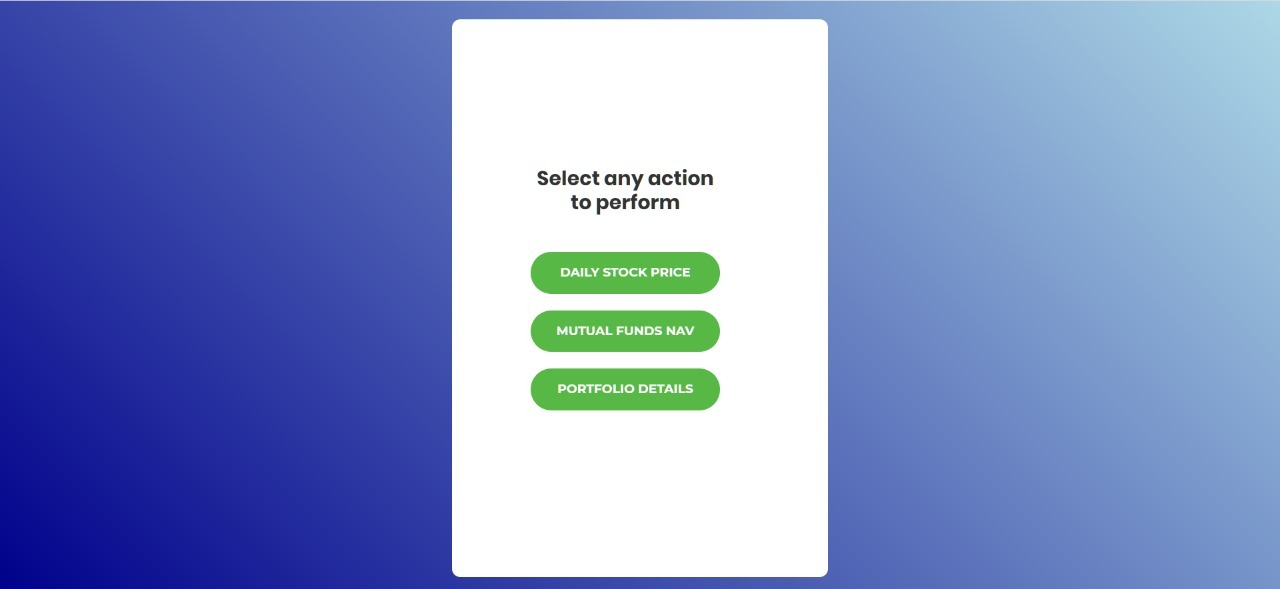 Select any action
to perform
DAILY STOCK PRICE
MUTUAL FUNDS NAV
PORTFOLIO DETAILS